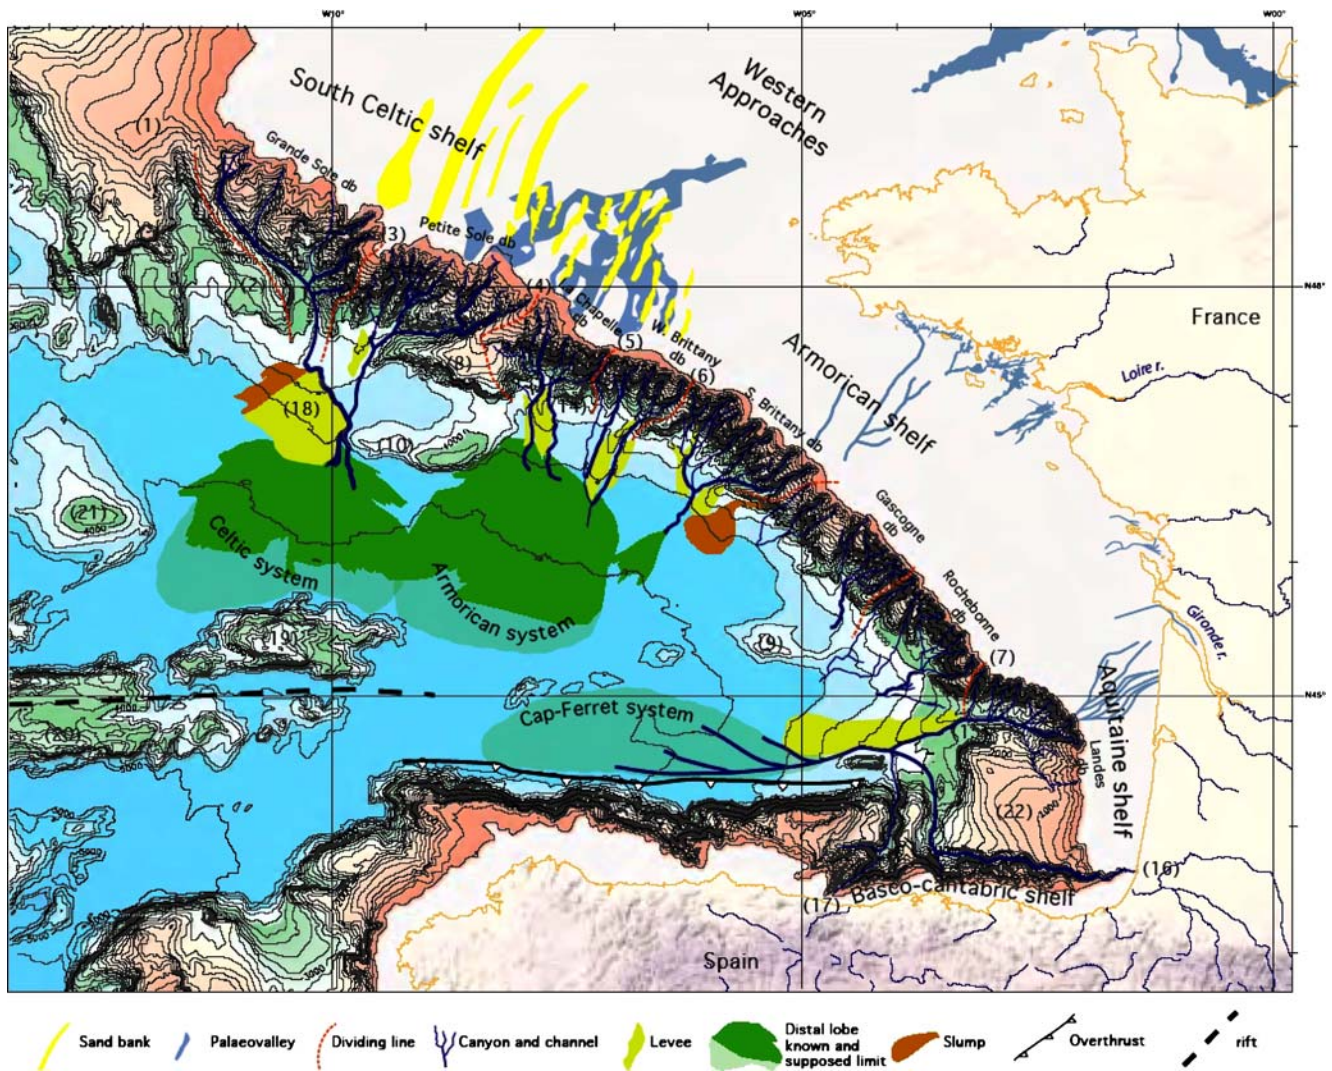 W10°
W05°
W00°
South Celtic shelf
Western
Approaches
(1)
Grande Sole db
(3)
Petite Sole db
(2)
(4)
La Chapelle
db
N48°
(5)
W. Brittany
db
France
(8)
(6)
Armorican shelf
Loire r.
(18)
S. Brittany db
(10)
4000
(21)
4000
Gascogne
db
Celtic system
Armorican system
Rochebonne
db
Gironde r.
(19)
(9)
(7)
N45°
Cap-Ferret system
Aquitaine shelf
(20)
Landes
db
(22)
1000
(16)
Basco-cantabric shelf
(17)
Spain
Sand bank
Palaeovalley
Dividing line
Canyon and channel
Levee
Distal lobe
known and
supposed limit
Slump
Overthrust
rift